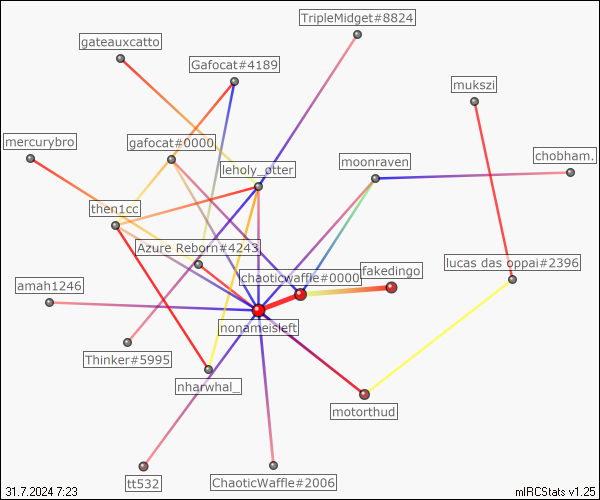 TripleMidget#8824
gateauxcatto
Gafocat#4189
mukszi
mercurybro
gafocat#0000
chobham.
moonraven
leholy_otter
then1cc
Azure Reborn#4243
lucas das oppai#2396
fakedingo
chaoticwaffle#0000
amah1246
nonameisleft
Thinker#5995
nharwhal_
motorthud
tt532
ChaoticWaffle#2006
31.7.2024 7:23
mIRCStats v1.25